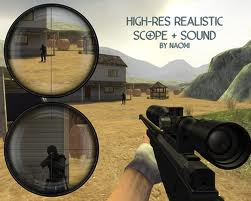 HIGH-RES REALISTIC
SCOPE + SOUND
BY NAOMI